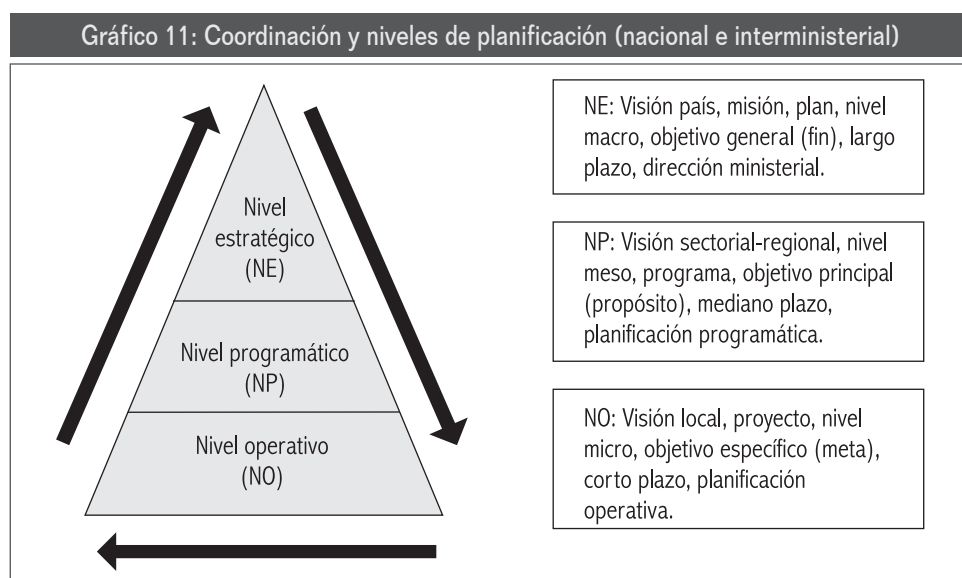 Gráfico 11: Coordinación y niveles de planificación (nacional e interministerial)
Nivel
estratégico
(NE)
Nivel programático
(NP)
Nivel operativo
(NO)
NE: Visión país, misión, plan, nivel
macro, objetivo general (fin), largo
plazo, dirección ministerial.
NP: Visión sectorial-regional, nivel
meso, programa, objetivo principal
(propósito), mediano plazo,
planificación programática.
NO: Visión local, proyecto, nivel
micro, objetivo específico (meta),
corto plazo, planificación
operativa.